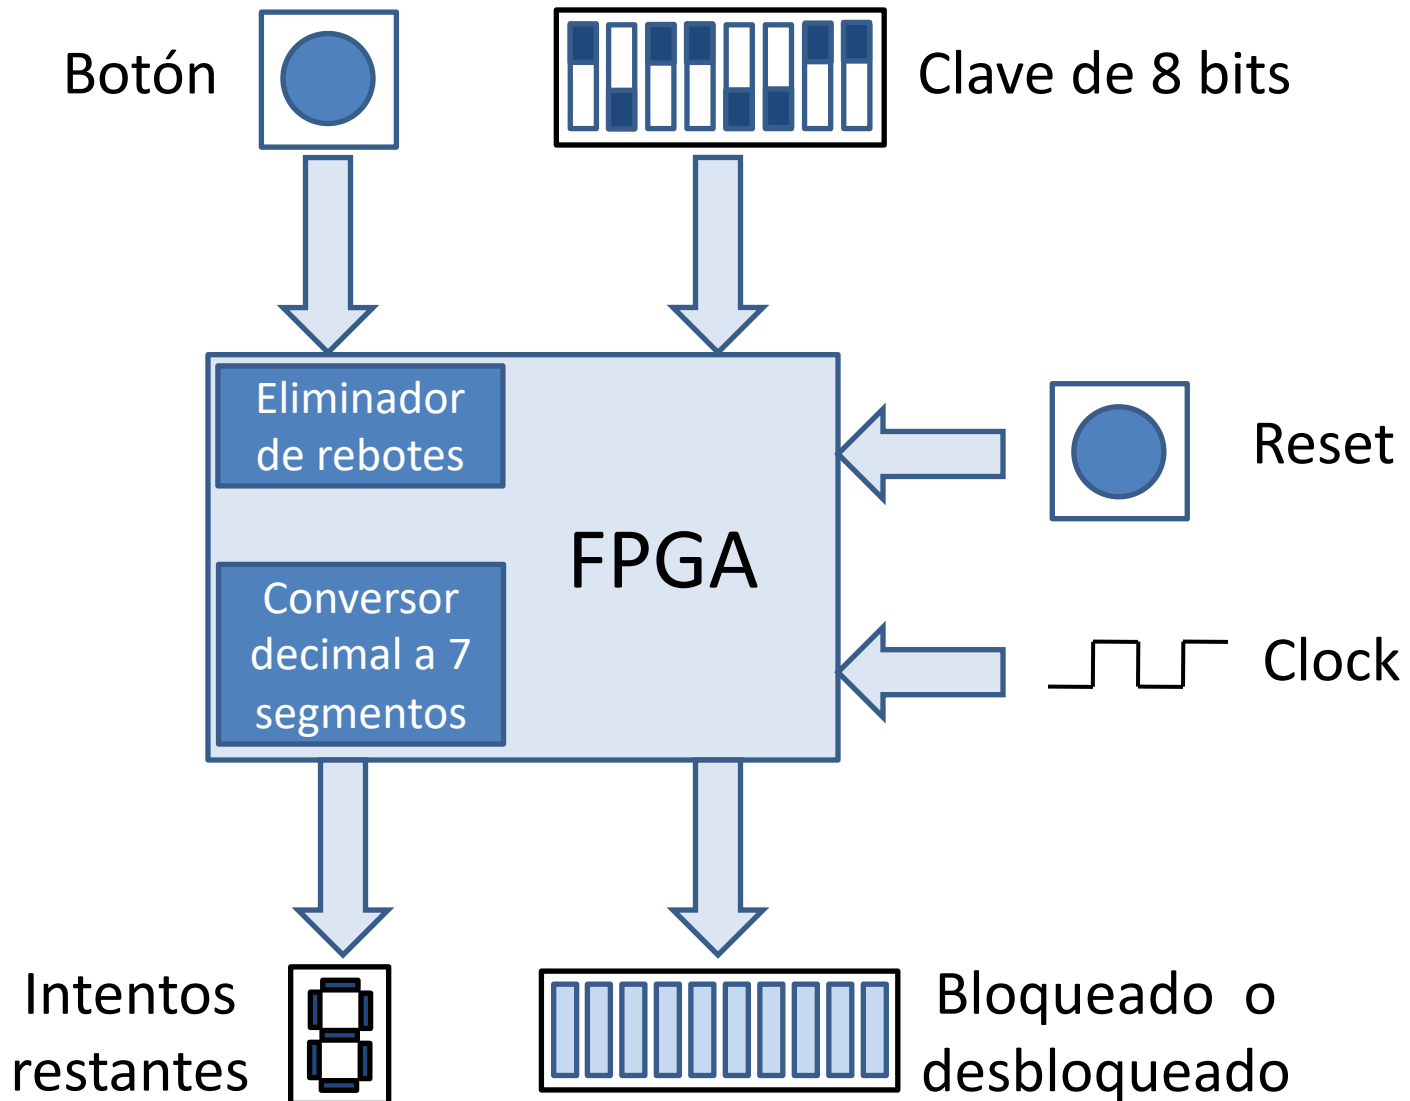 Botón
Clave de 8 bits
Eliminador
de rebotes
Reset
FPGA
Conversor
decimal a 7
segmentos
Clock
Intentos
restantes
Bloqueado o
desbloqueado